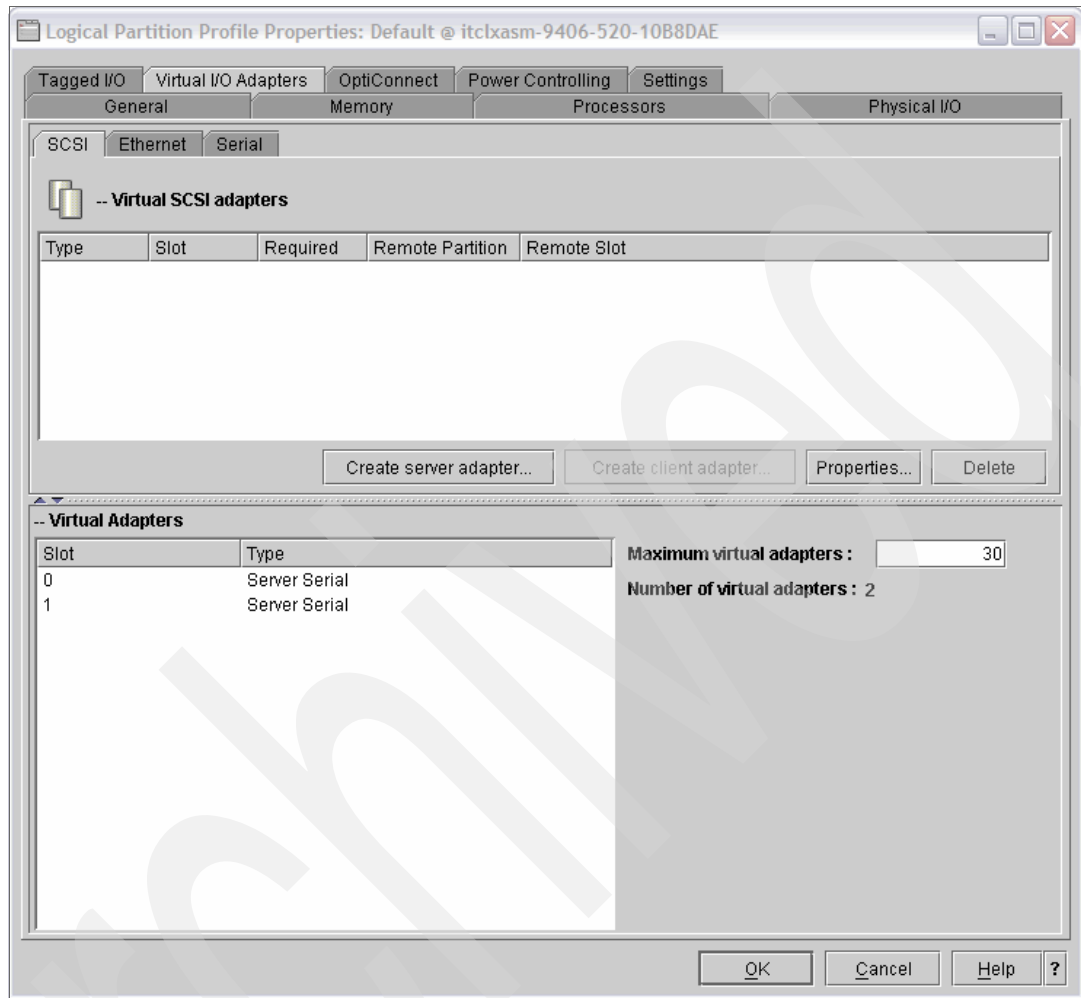 Logical Partition Profile Properties: Default @ itclxasm-9406-520-10B8DAE
Tagged I/O Virtual I/O Adapters OptiConnect Power Controlling Settings
General Memory Processors Physical I/O
SCSI Ethernet Serial
-- Virtual SCSI adapters
Type Slot Required Remote Partition Remote Slot
Create server adapter... Create client adapter... Properties... Delete
-- Virtual Adapters
Slot Type
0 Server Serial
1 Server Serial
Maximum virtual adapters : 30
Number of virtual adapters : 2
OK Cancel Help ?